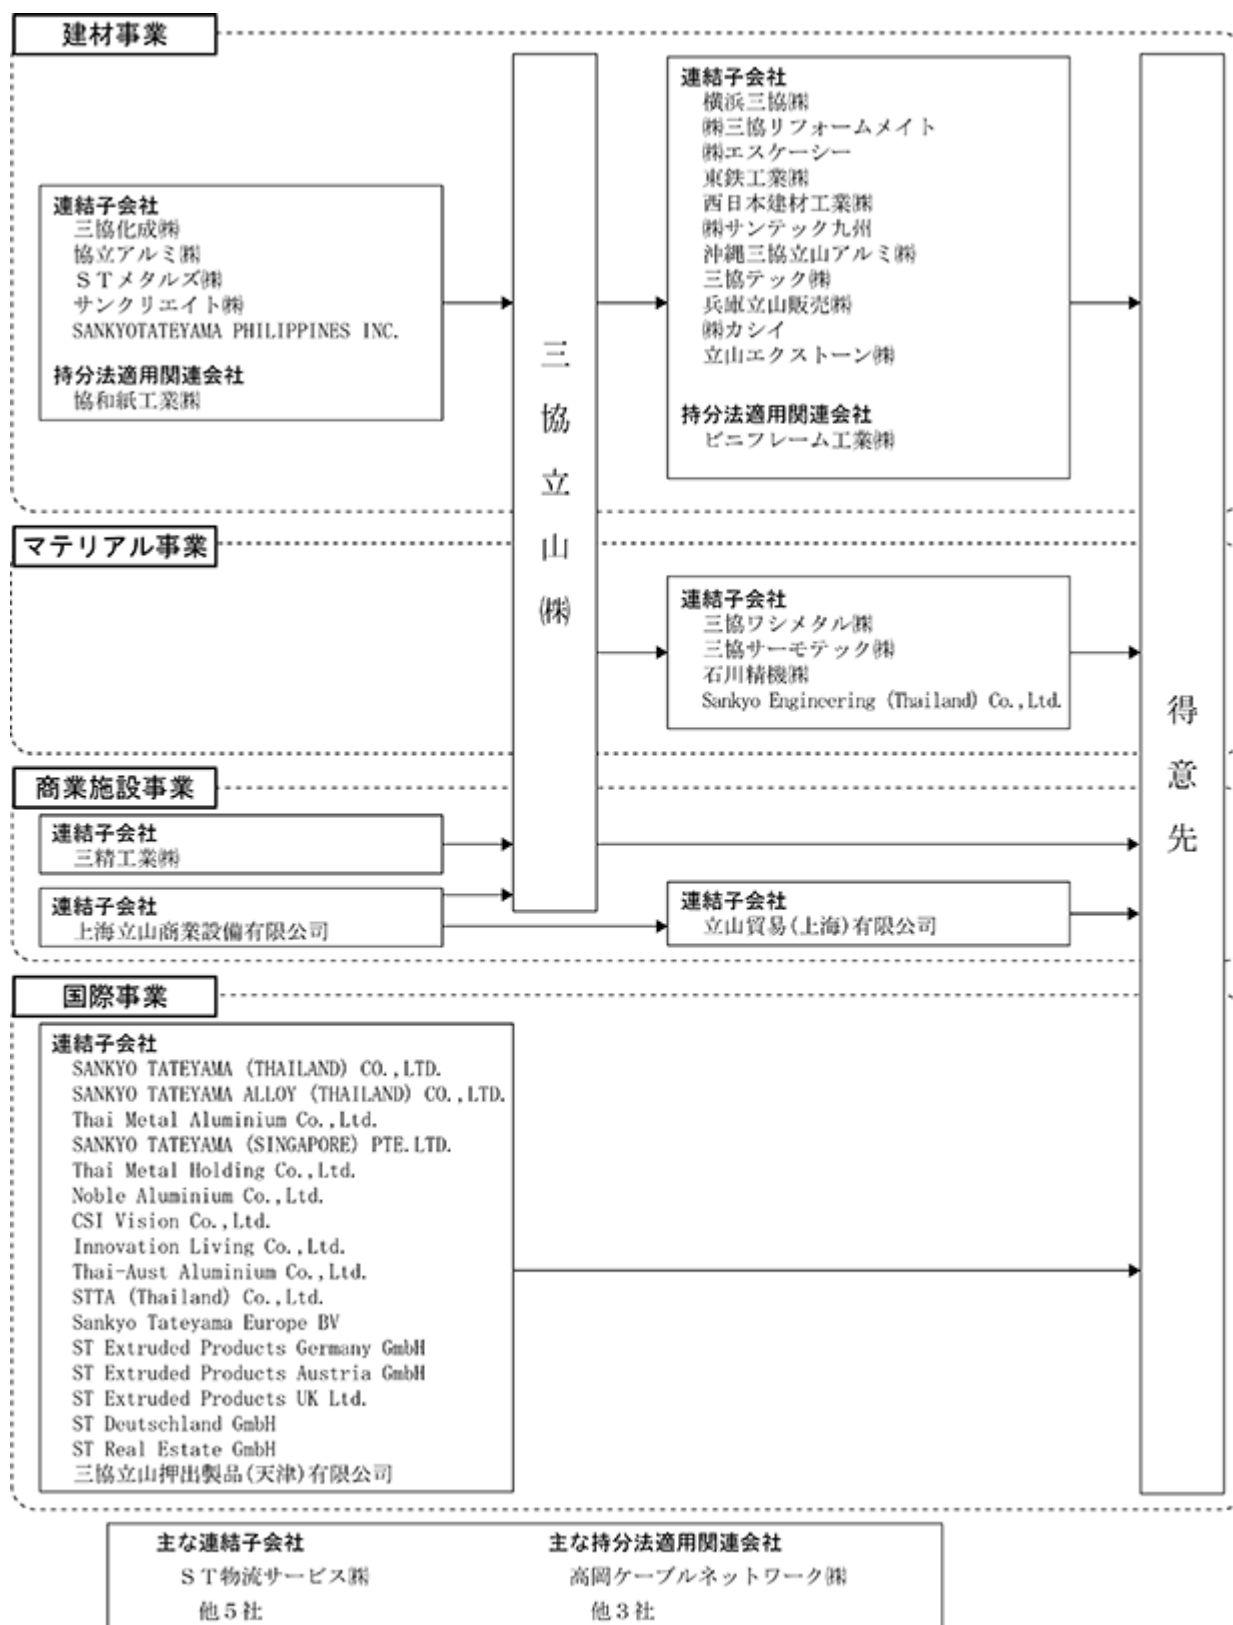 建材事業
連結子会社
三協化成㈱
協立アルミ㈱
ＳＴメタルズ㈱
サンクリエイト㈱
SANKYOTATEYAMA PHILIPPINES INC.
持分法適用関連会社
協和紙工業㈱
三協立山㈱
連結子会社
横浜三協㈱
㈱三協リフォームメイト
㈱エスケーシー
東鉄工業㈱
西日本建材工業㈱
㈱サンテック九州
沖縄三協立山アルミ㈱
三協テック㈱
兵庫立山販売㈱
㈱カシイ
立山エクストーン㈱
持分法適用関連会社
ビニフレーム工業㈱
得意先
マテリアル事業
連結子会社
三協ワシメタル㈱
三協サーモテック㈱
石川精機㈱
Sankyo Engineering (Thailand) Co.,Ltd.
商業施設事業
連結子会社
三精工業㈱
連結子会社
上海立山商業設備有限公司
連結子会社
立山貿易(上海)有限公司
国際事業
連結子会社
SANKYO TATEYAMA (THAILAND) CO.,LTD.
SANKYO TATEYAMA ALLOY (THAILAND) CO.,LTD.
Thai Metal Aluminium Co.,Ltd.
SANKYO TATEYAMA (SINGAPORE) PTE.LTD.
Thai Metal Holding Co.,Ltd.
Noble Aluminium Co.,Ltd.
CSI Vision Co.,Ltd.
Innovation Living Co.,Ltd.
Thai-Aust Aluminium Co.,Ltd.
STTA (Thailand) Co.,Ltd.
Sankyo Tateyama Europe BV
ST Extruded Products Germany GmbH
ST Extruded Products Austria GmbH
ST Extruded Products UK Ltd.
ST Deutschland GmbH
ST Real Estate GmbH
三協立山押出製品(天津)有限公司
主な連結子会社
ＳＴ物流サービス㈱
他５社
主な持分法適用関連会社
高岡ケーブルネットワーク㈱
他３社